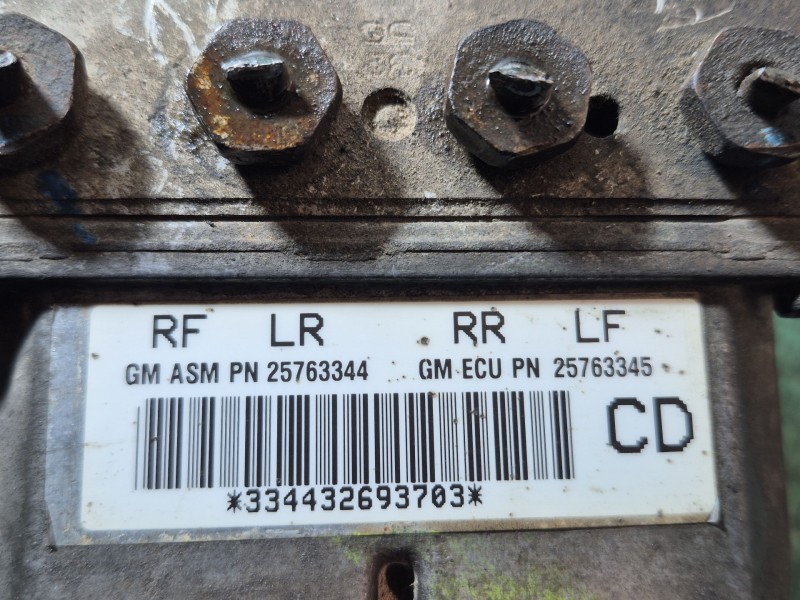 RF LR RR LF
GM ASM PN 25763344 GM ECU PN 25763345
CD
*334432693703*